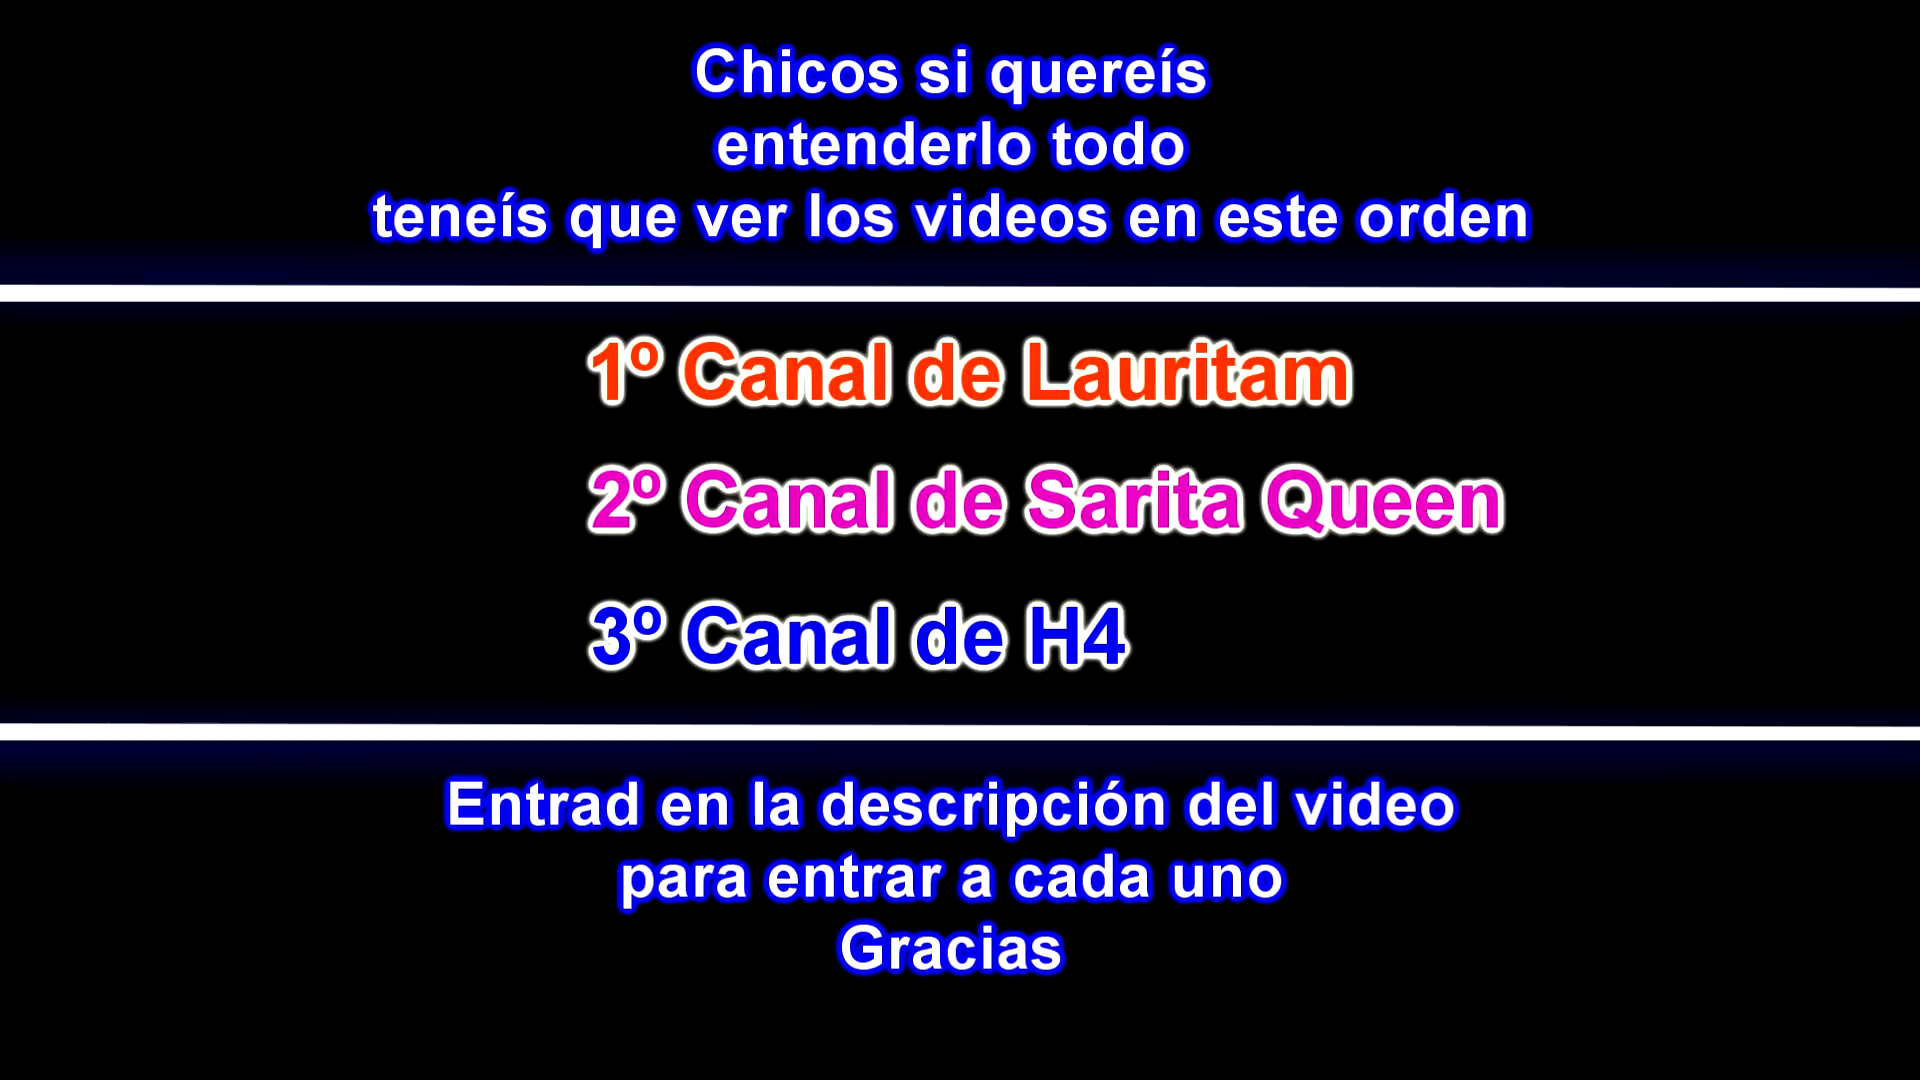 Chicos si quereís
entenderlo todo
teneís que ver los videos en este orden
1º Canal de Lauritam
2º Canal de Sarita Queen
3º Canal de H4
Entrad en la descripción del video
para entrar a cada uno
Gracias